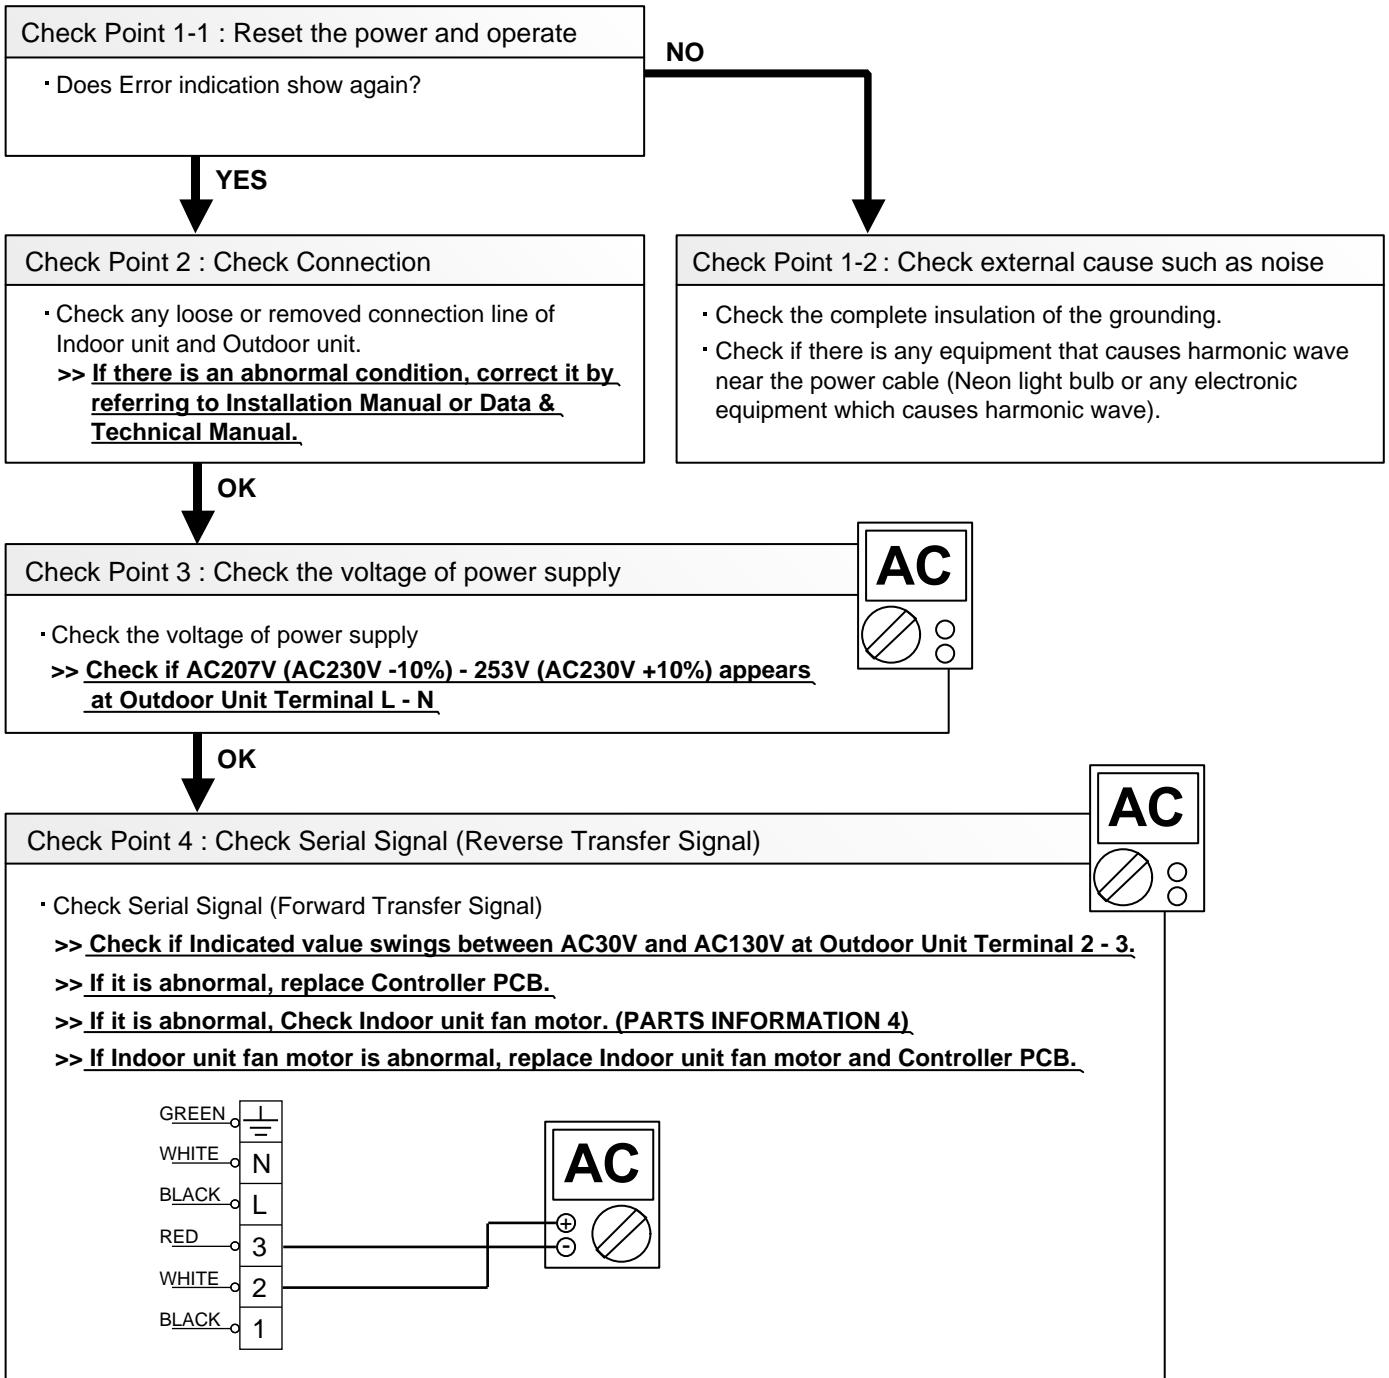 Check Point 1-1 : Reset the power and operate
· Does Error indication show again?
NO
YES
Check Point 2 : Check Connection
· Check any loose or removed connection line of
Indoor unit and Outdoor unit.
>> If there is an abnormal condition, correct it by
referring to Installation Manual or Data &
Technical Manual.
Check Point 1-2 : Check external cause such as noise
· Check the complete insulation of the grounding.
· Check if there is any equipment that causes harmonic wave
near the power cable (Neon light bulb or any electronic
equipment which causes harmonic wave).
OK
Check Point 3 : Check the voltage of power supply
AC
· Check the voltage of power supply
>> Check if AC207V (AC230V -10%) - 253V (AC230V +10%) appears
at Outdoor Unit Terminal L - N
OK
Check Point 4 : Check Serial Signal (Reverse Transfer Signal)
AC
· Check Serial Signal (Forward Transfer Signal)
>> Check if Indicated value swings between AC30V and AC130V at Outdoor Unit Terminal 2 - 3.
>> If it is abnormal, replace Controller PCB.
>> If it is abnormal, Check Indoor unit fan motor. (PARTS INFORMATION 4)
>> If Indoor unit fan motor is abnormal, replace Indoor unit fan motor and Controller PCB.
GREEN
WHITE N
BLACK L
RED 3
WHITE 2
BLACK 1
AC
+
-